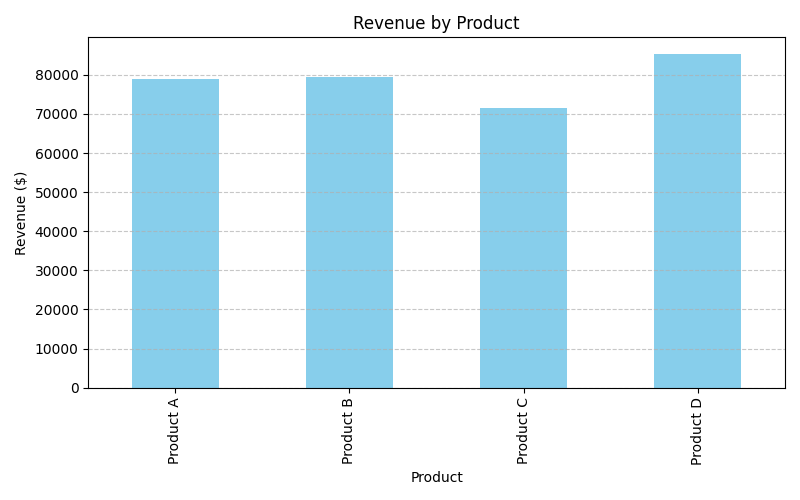 Revenue by Product
Revenue ($)
80000
70000
60000
50000
40000
30000
20000
10000
0
Product A
Product B
Product C
Product D
Product